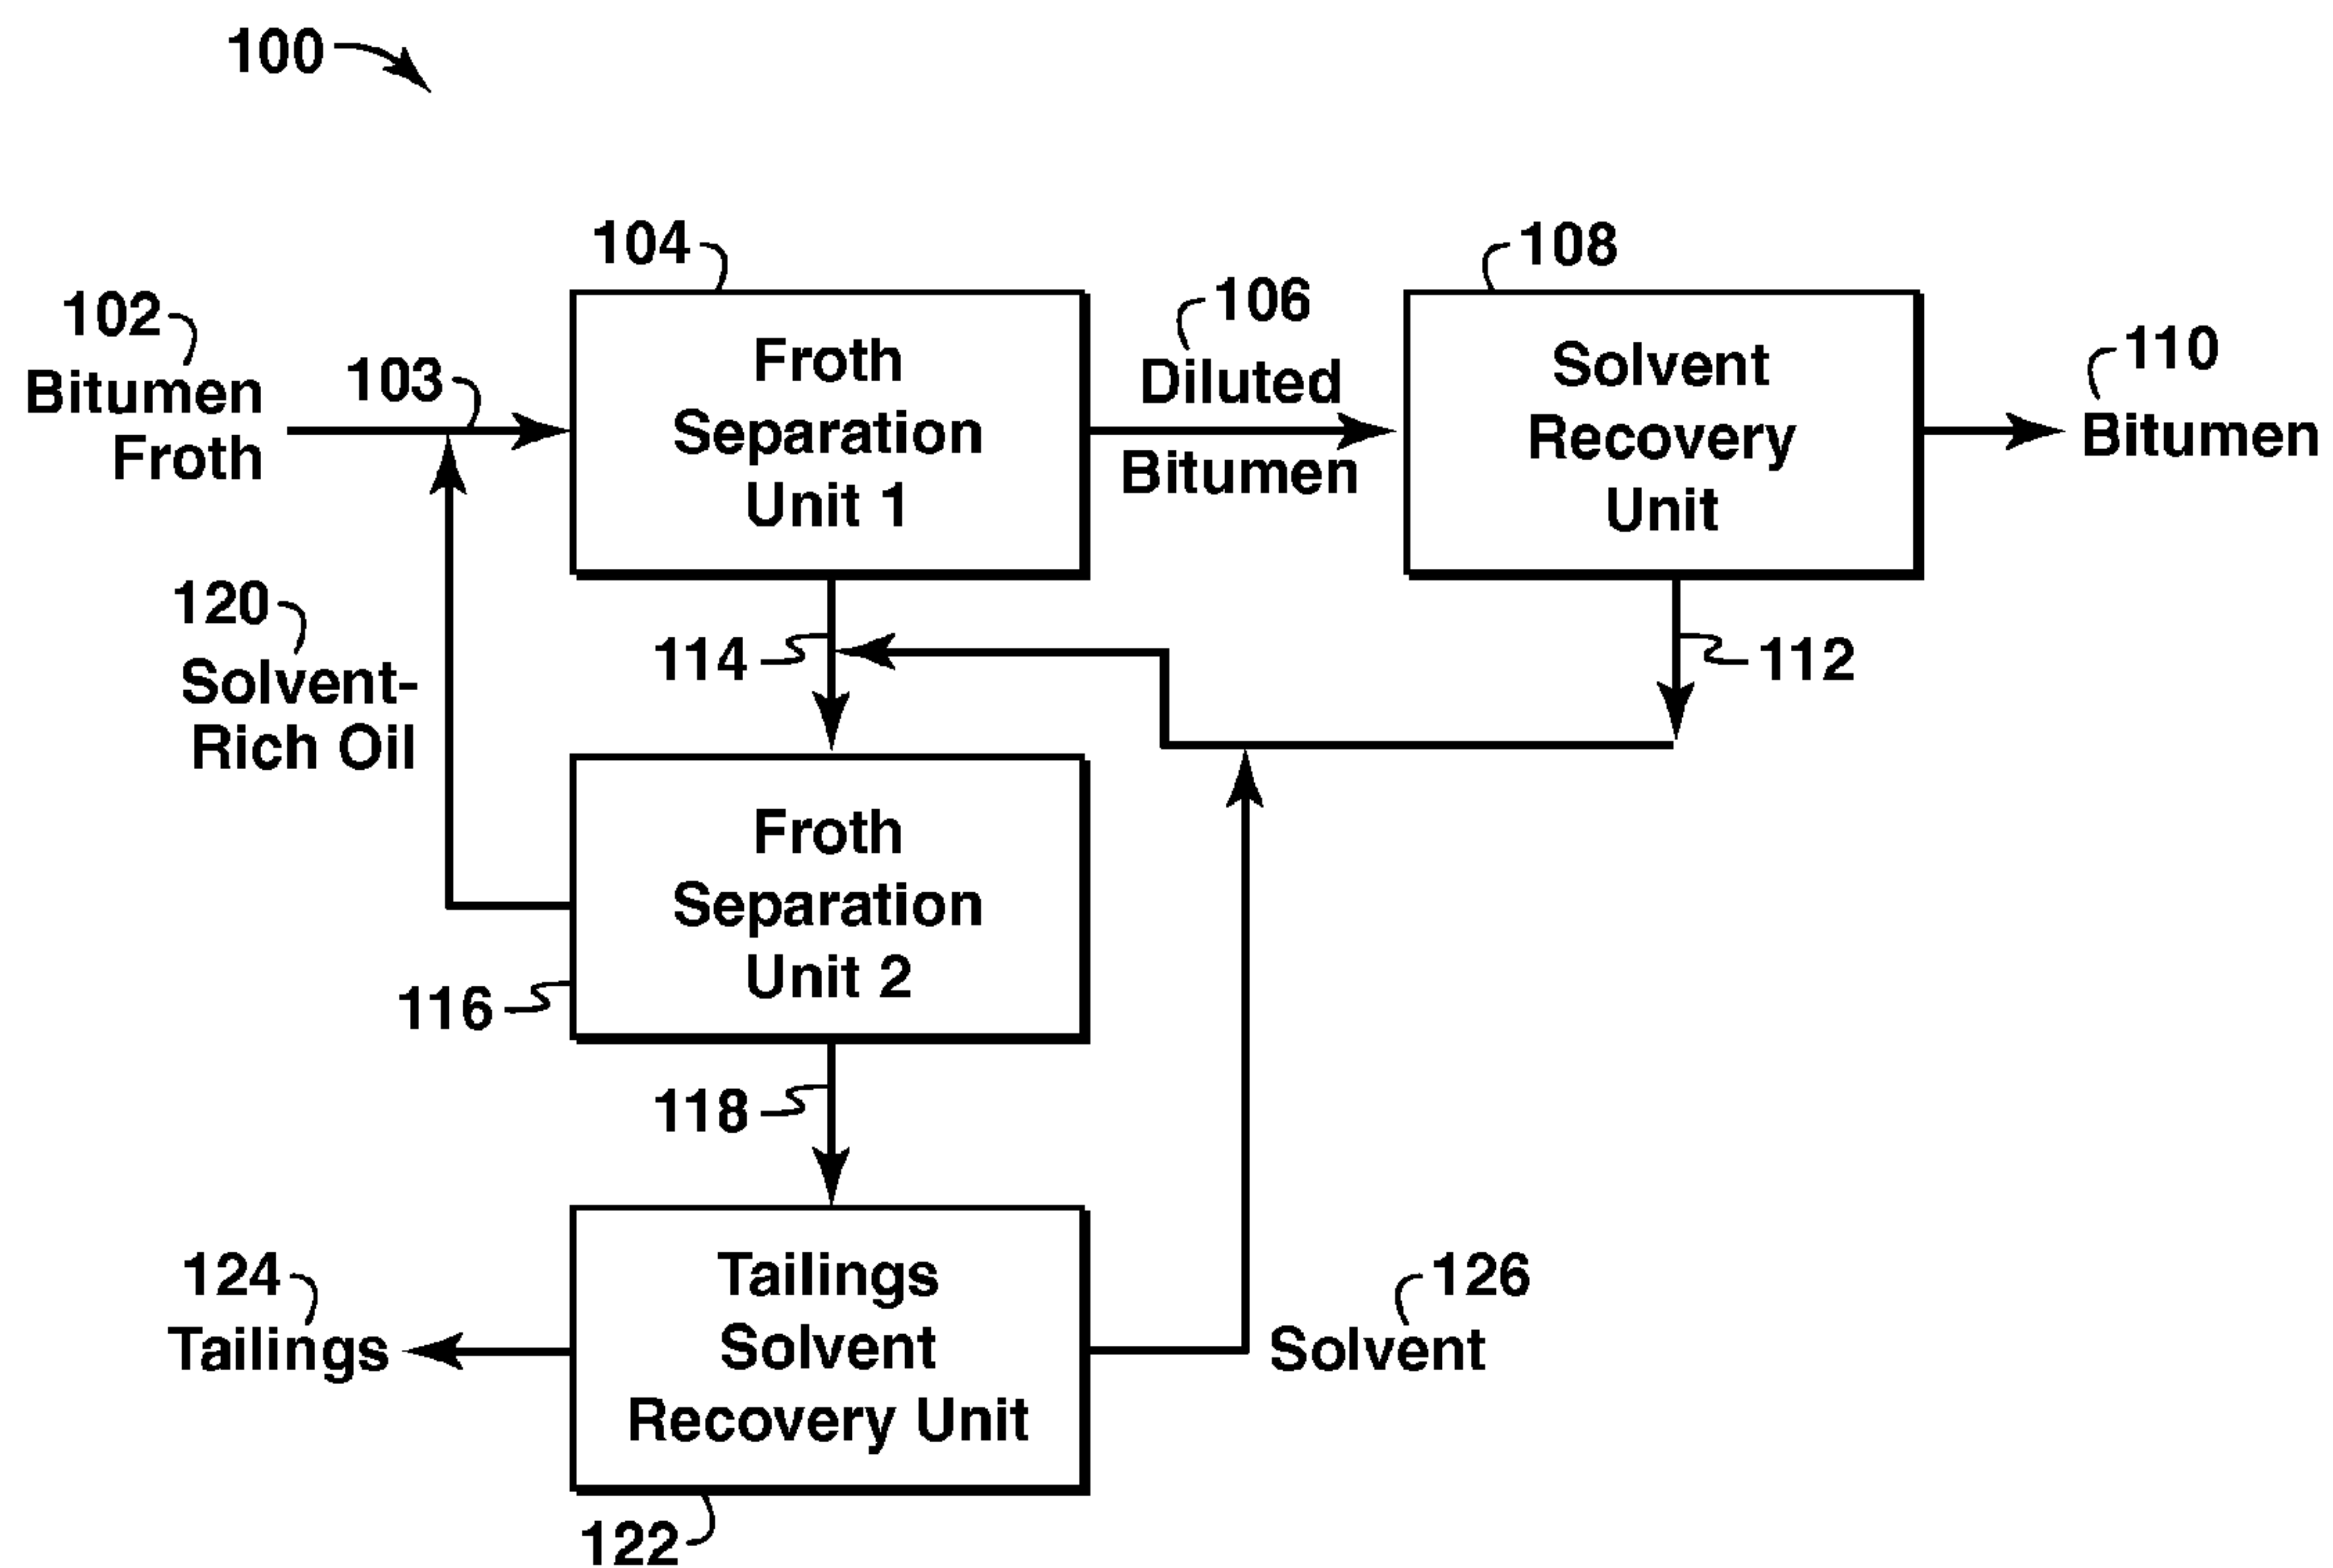 100
104
108
102
Bitumen
Froth
103
Froth
Separation
Unit 1
106
Diluted
Bitumen
Solvent
Recovery
Unit
110
Bitumen
120
Solvent-
Rich Oil
114
112
Froth
Separation
Unit 2
116
118
124
Tailings
Tailings
Solvent
Recovery Unit
126
Solvent
122